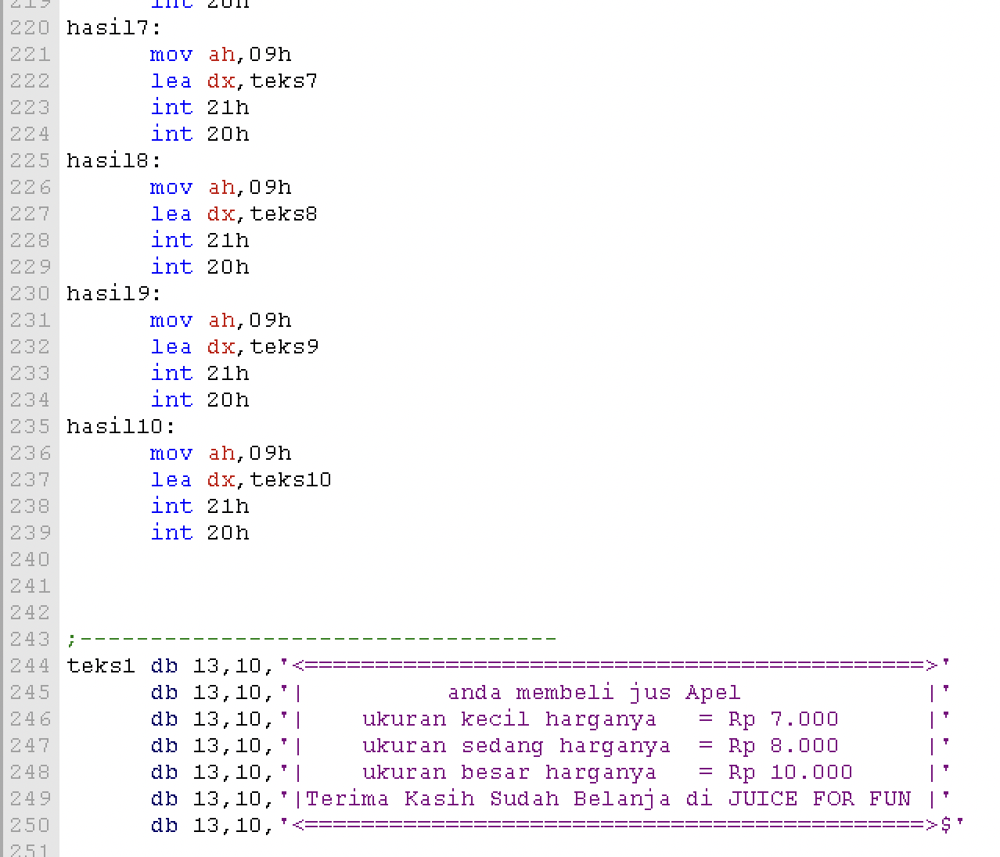 219       int 20h
220 hasil7:
221       mov ah,09h
222       lea dx,teks7
223       int 21h
224       int 20h
225 hasil8:
226       mov ah,09h
227       lea dx,teks8
228       int 21h
229       int 20h
230 hasil9:
231       mov ah,09h
232       lea dx,teks9
233       int 21h
234       int 20h
235 hasil10:
236       mov ah,09h
237       lea dx,teks10
238       int 21h
239       int 20h
240
241
242
243 ;----------------------------------
244 teks1 db 13,10,'<============================================>'
245       db 13,10,'|          anda membeli jus Apel             |'
246       db 13,10,'|    ukuran kecil harganya   = Rp 7.000      |'
247       db 13,10,'|    ukuran sedang harganya  = Rp 8.000      |'
248       db 13,10,'|    ukuran besar harganya   = Rp 10.000     |'
249       db 13,10,'|Terima Kasih Sudah Belanja di JUICE FOR FUN |'
250       db 13,10,'<============================================>$'
251